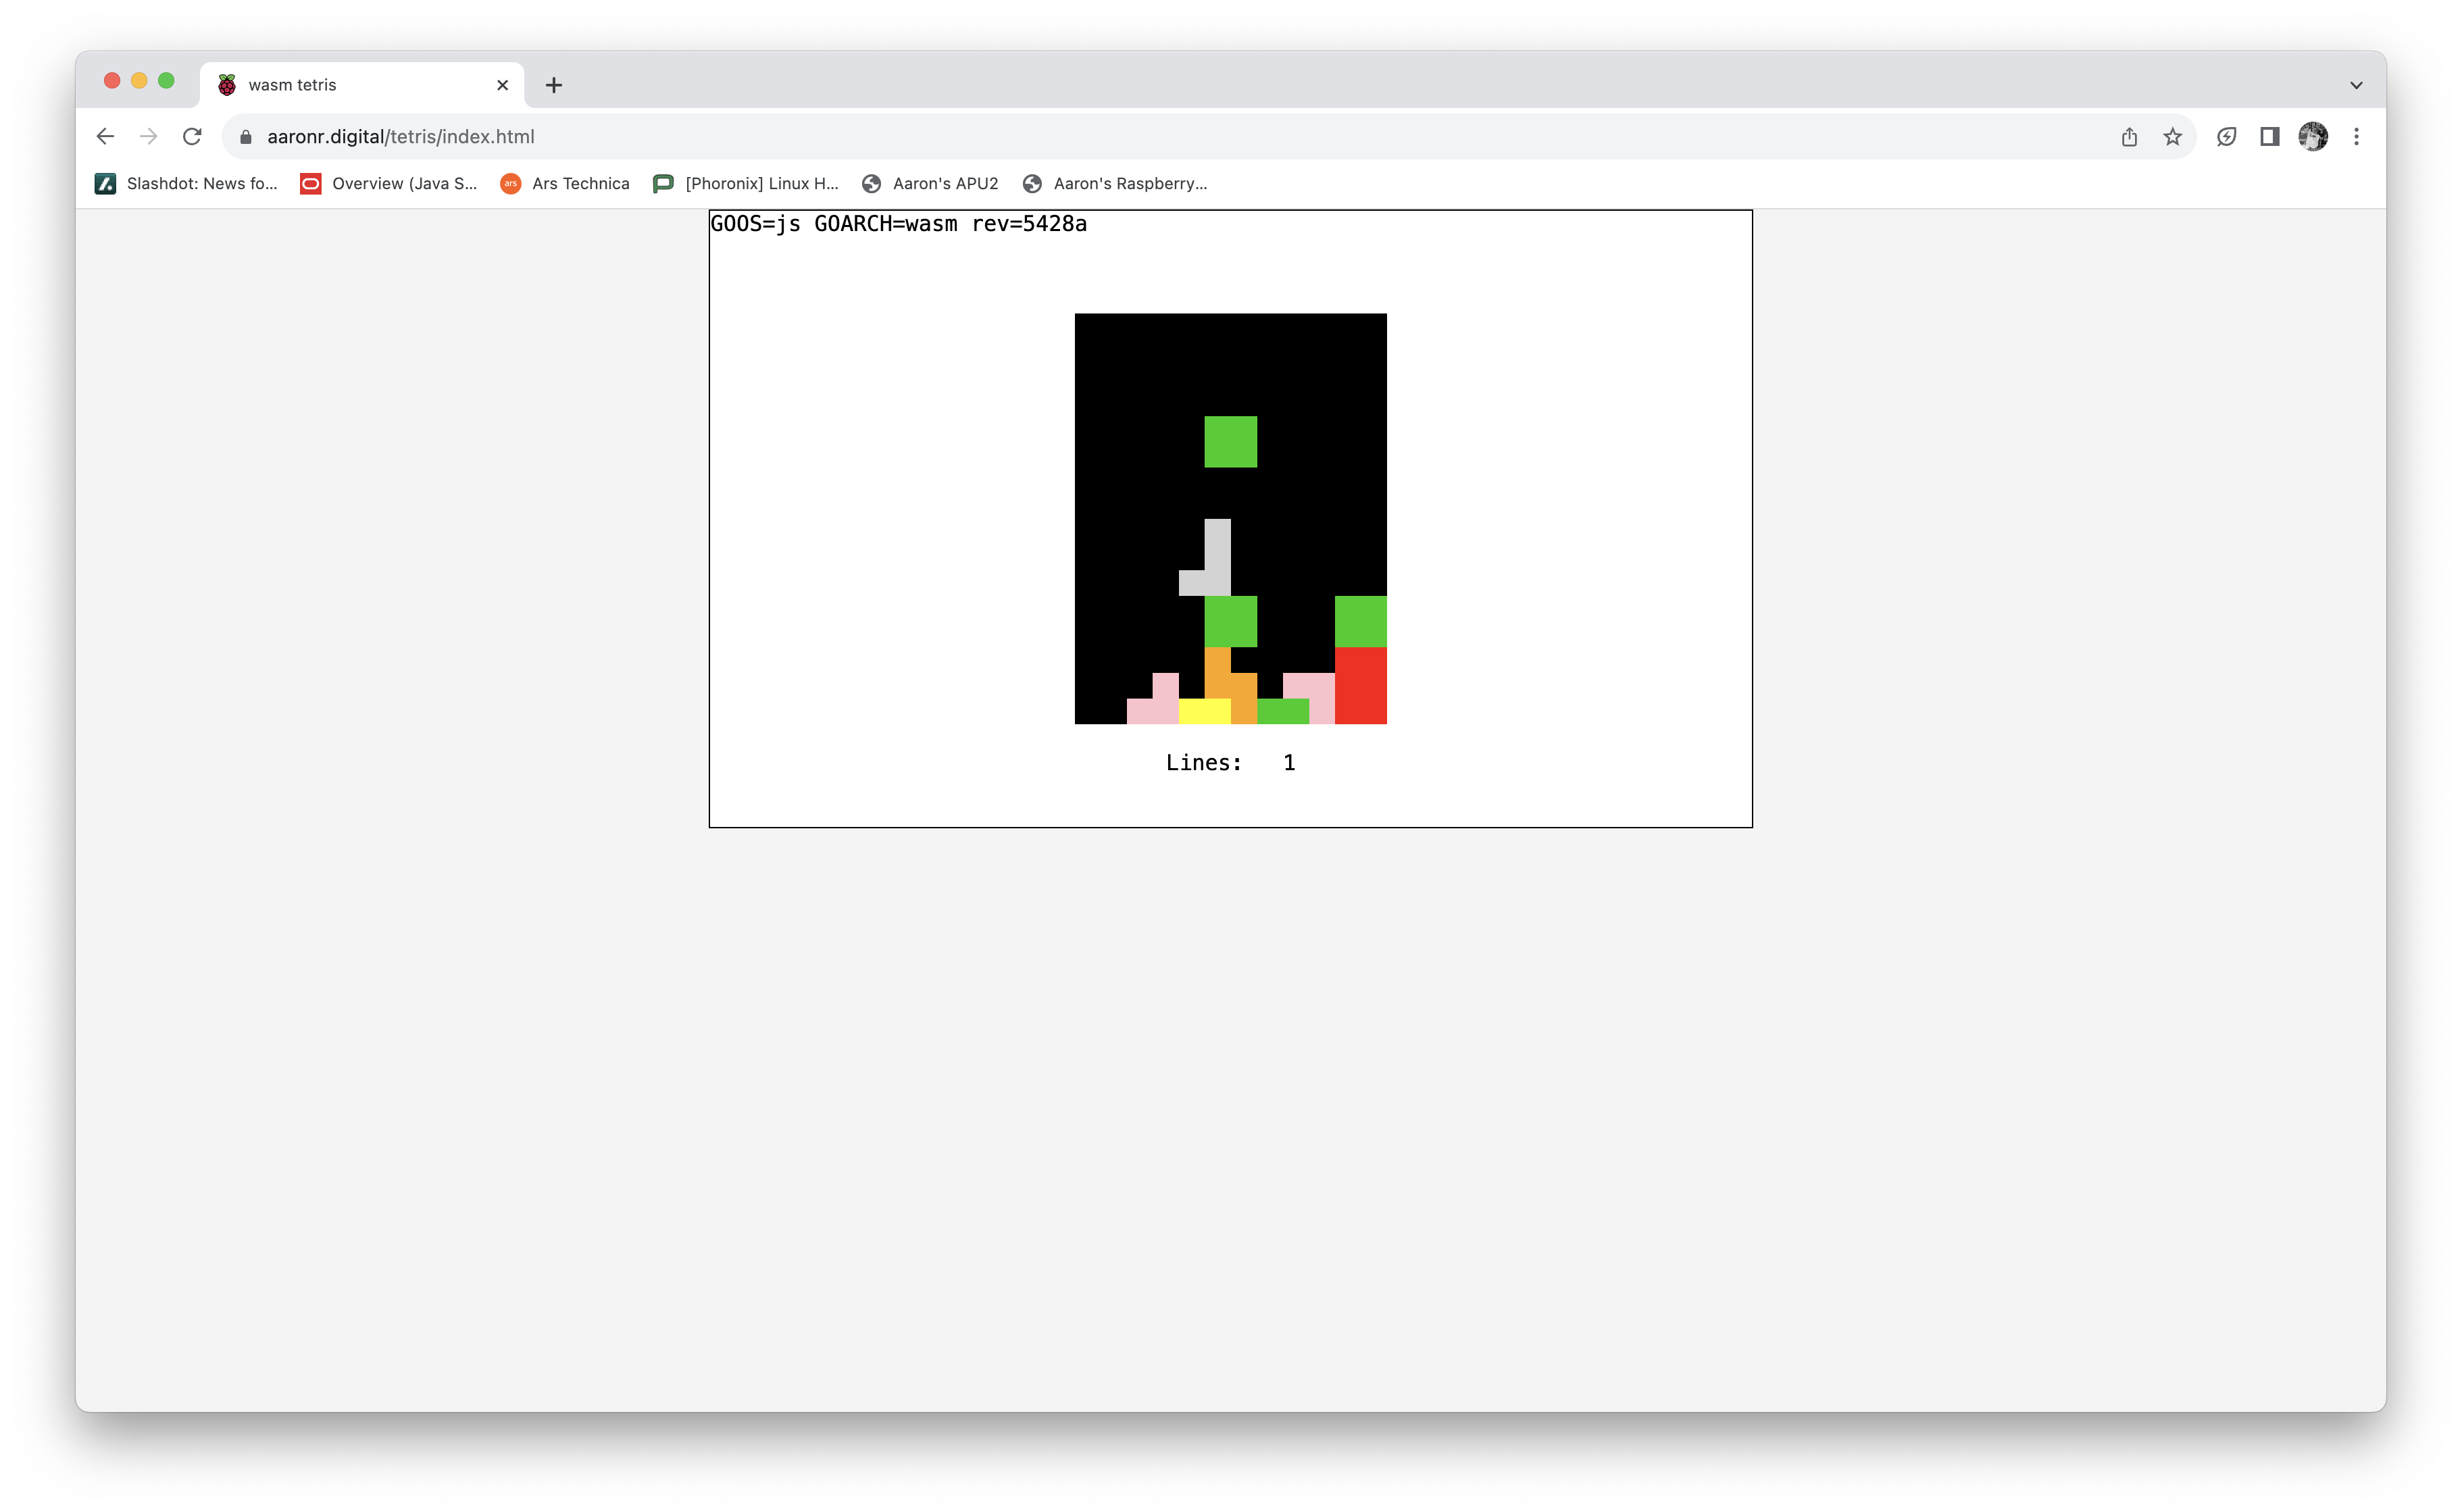 wasm tetris
aaronr.digital/tetris/index.html
Slashdot: News fo... Overview (Java S... ars Ars Technica [Phoronix] Linux H... Aaron's APU2 Aaron's Raspberry...
GOOS=js GOARCH=wasm rev=5428a
Lines: 1